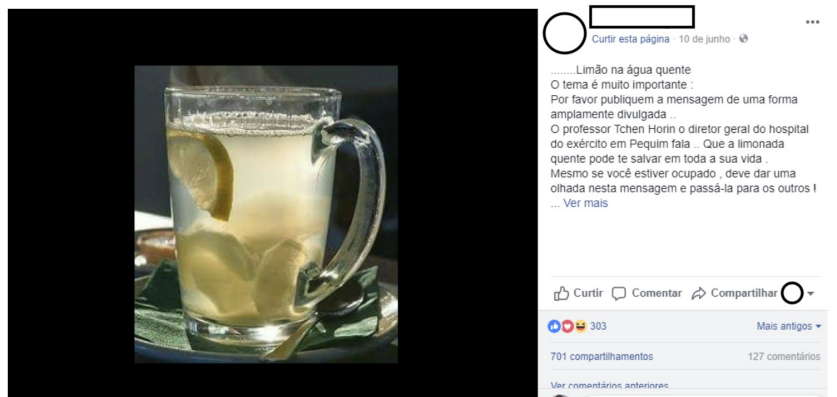 Curtir esta página · 10 de junho ·
........Limão na água quente
O tema é muito importante :
Por favor publiquem a mensagem de uma forma
amplamente divulgada ..
O professor Tchen Horin o diretor geral do hospital
do exército em Pequim fala .. Que a limonada
quente pode te salvar em toda a sua vida .
Mesmo se você estiver ocupado , deve dar uma
olhada nesta mensagem e passá-la para os outros !
... Ver mais
Curtir Comentar Compartilhar
303 Mais antigos
701 compartilhamentos 127 comentários
Ver comentários anteriores